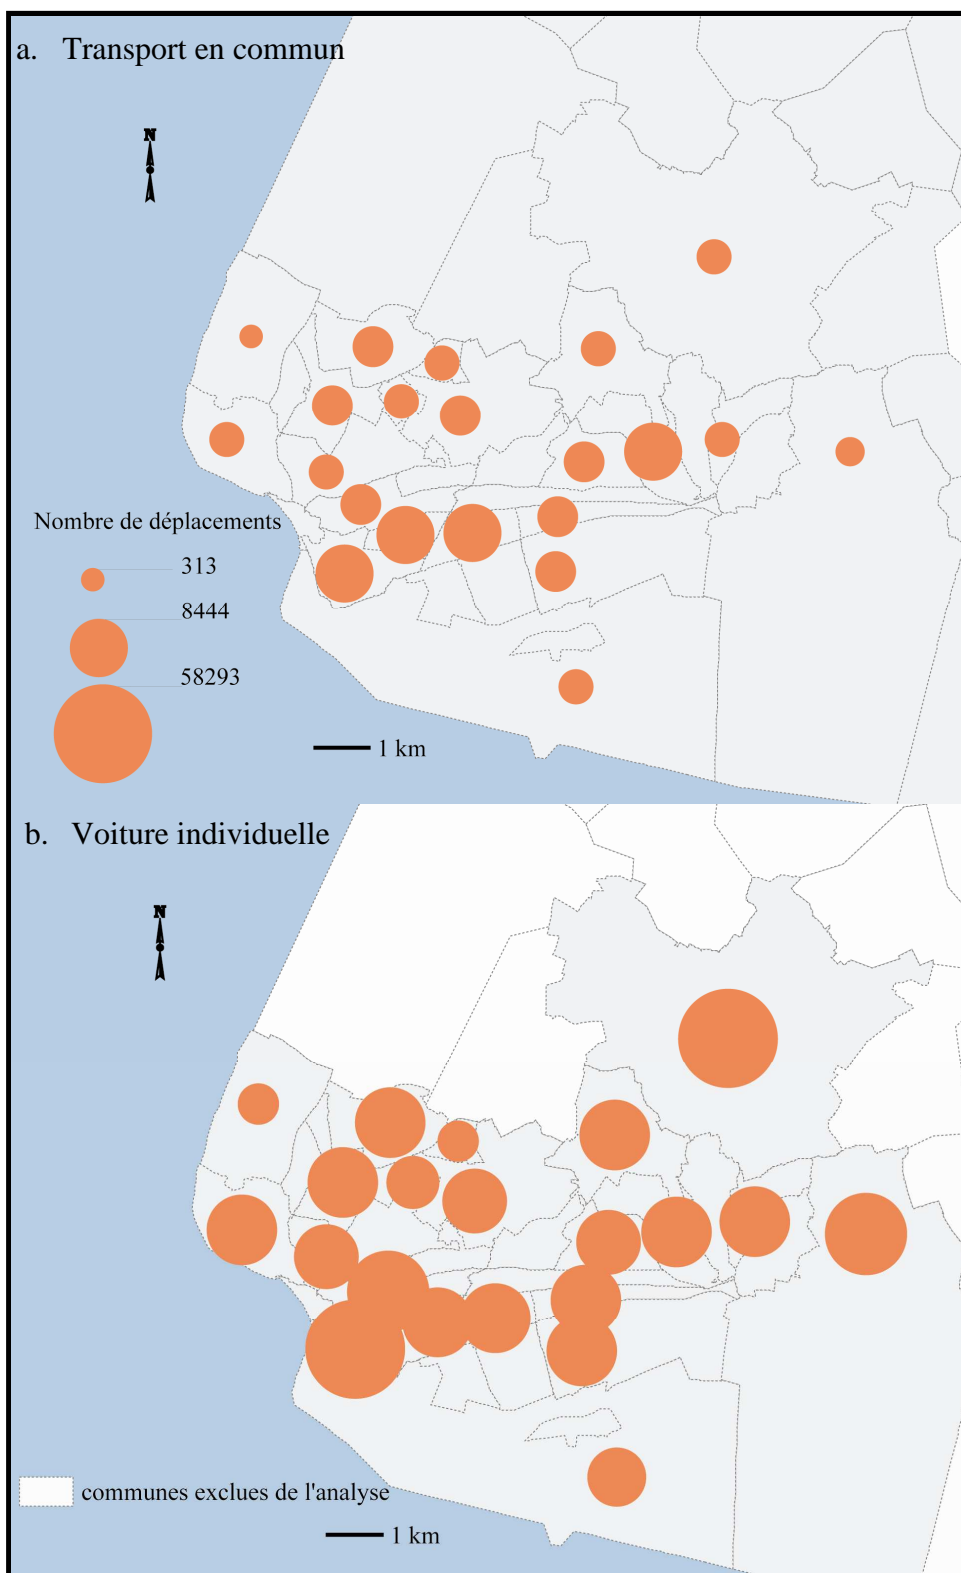 a. Transport en commun
N
Nombre de déplacements
313
8444
58293
1 km
b. Voiture individuelle
N
communes exclues de l'analyse
1 km